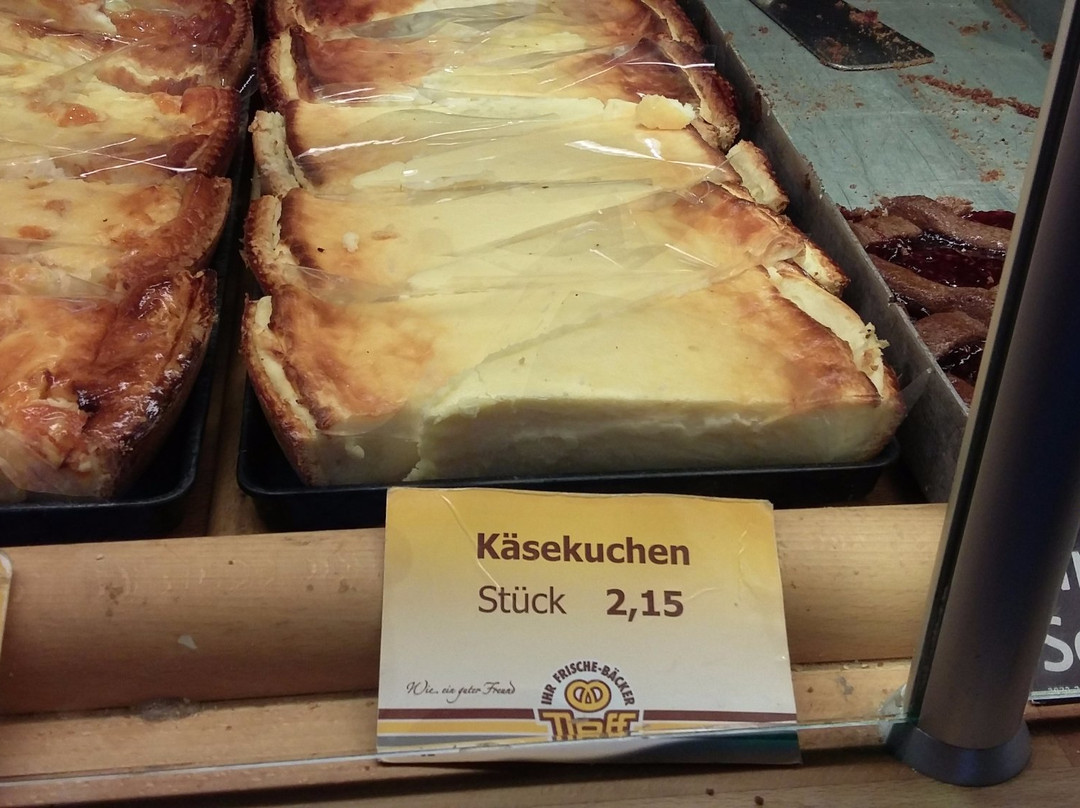 Käsekuchen
Stück 2,15
Wie.. ein guter Freund
IHR FRISCHE-BÄCKER